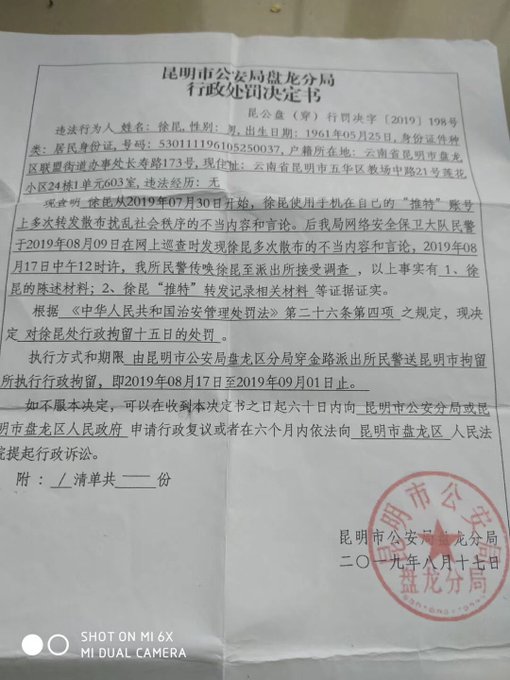 昆明市公安局盘龙分局
行政处罚决定书
昆公盘（穿）行罚决字［2019］198号
违法行为人 姓名：徐昆，性别：男，出生日期：1961年05月25日，身份证件种
类：居民身份证，号码：530111196105250037，户籍所在地：云南省昆明市盘龙
区联盟街道办事处长寿路173号，现住址：云南省昆明市五华区教场中路21号莲花
小区24栋1单元603室，违法经历：无
现查明 徐昆从2019年07月30日开始，徐昆使用手机在自己的“推特”账号
上多次转发散布扰乱社会秩序的不当内容和言论。后我局网络安全保卫大队民警
于2019年08月09日在网上巡查时发现徐昆多次散布的不当内容和言论，2019年08
月17日中午12时许，我所民警传唤徐昆至派出所接受调查 ，以上事实有 1、徐
昆的陈述材料；2、徐昆“推特”转发记录相关材料 等证据证实。
根据 《中华人民共和国治安管理处罚法》第二十六条第四项 之规定，现决
定 对徐昆处行政拘留十五日的处罚 。
执行方式和期限 由昆明市公安局盘龙区分局穿金路派出所民警送昆明市拘留
所执行行政拘留，即2019年08月17日至2019年09月01日止。
如不服本决定，可以在收到本决定书之日起六十日内向 昆明市公安分局或昆
明市盘龙区人民政府 申请行政复议或者在六个月内依法向 昆明市盘龙区 人民法
院提起行政诉讼。
附：/清单共 份
昆明市公安局盘龙分局
二〇一九年八月十七日
昆明市公安局
盘龙分局
SHOT ON MI 6X
MI DUAL CAMERA